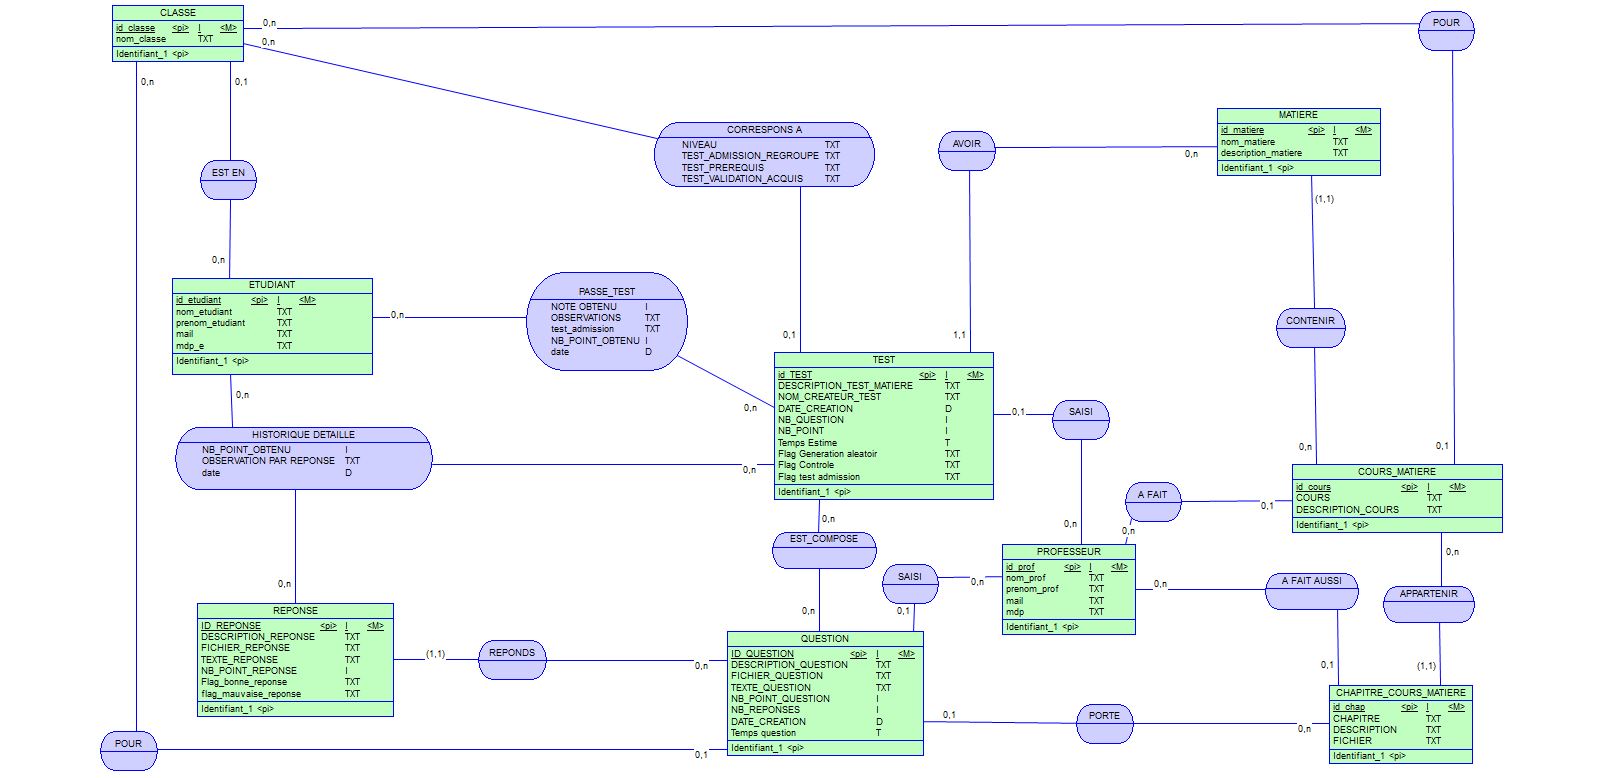 CLASSE
id_classe <pi> I <M>
nom_classe TXT
Identifiant_1 <pi>
0,n
0,n
0,n
0,1
POUR
EST EN
0,n
CORRESPONS A
NIVEAU TXT
TEST_ADMISSION_REGROUPE TXT
TEST_PREREQUIS TXT
TEST_VALIDATION_ACQUIS TXT
0,1
AVOIR
0,n
1,1
MATIERE
id_matiere <pi> I <M>
nom_matiere TXT
description_matiere TXT
Identifiant_1 <pi>
(1,1)
CONTENIR
0,n
0,1
ETUDIANT
id_etudiant <pi> I <M>
nom_etudiant TXT
prenom_etudiant TXT
mail TXT
mdp_e TXT
Identifiant_1 <pi>
0,n
0,n
PASSE_TEST
NOTE OBTENU I
OBSERVATIONS TXT
test_admission TXT
NB_POINT_OBTENU I
date D
0,n
TEST
id_TEST <pi> I <M>
DESCRIPTION_TEST_MATIERE TXT
NOM_CREATEUR_TEST TXT
DATE_CREATION D
NB_QUESTION I
NB_POINT I
Temps Estime T
Flag Generation aleatoir TXT
Flag Controle TXT
Flag test admission TXT
Identifiant_1 <pi>
0,1
SAISI
0,n
HISTORIQUE DETAILLE
NB_POINT_OBTENU I
OBSERVATION PAR REPONSE TXT
date D
0,n
0,n
COURS_MATIERE
id_cours <pi> I <M>
COURS TXT
DESCRIPTION_COURS TXT
Identifiant_1 <pi>
A FAIT
0,1
0,n
0,n
0,n
EST_COMPOSE
0,n
PROFESSEUR
id_prof <pi> I <M>
nom_prof TXT
prenom_prof TXT
mail TXT
mdp TXT
Identifiant_1 <pi>
SAISI
0,n
0,1
0,n
A FAIT AUSSI
0,1
APPARTENIR
(1,1)
REPONSE
ID_REPONSE <pi> I <M>
DESCRIPTION_REPONSE TXT
FICHIER_REPONSE TXT
TEXTE_REPONSE TXT
NB_POINT_REPONSE I
Flag_bonne_reponse TXT
flag_mauvaise_reponse TXT
Identifiant_1 <pi>
(1,1)
REPONDS
0,n
QUESTION
ID_QUESTION <pi> I <M>
DESCRIPTION_QUESTION TXT
FICHIER_QUESTION TXT
TEXTE_QUESTION TXT
NB_POINT_QUESTION I
NB_REPONSES I
DATE_CREATION D
Temps question T
Identifiant_1 <pi>
0,1
PORTE
0,n
CHAPITRE_COURS_MATIERE
id_chap <pi> I <M>
CHAPITRE TXT
DESCRIPTION TXT
FICHIER TXT
Identifiant_1 <pi>
POUR
0,1